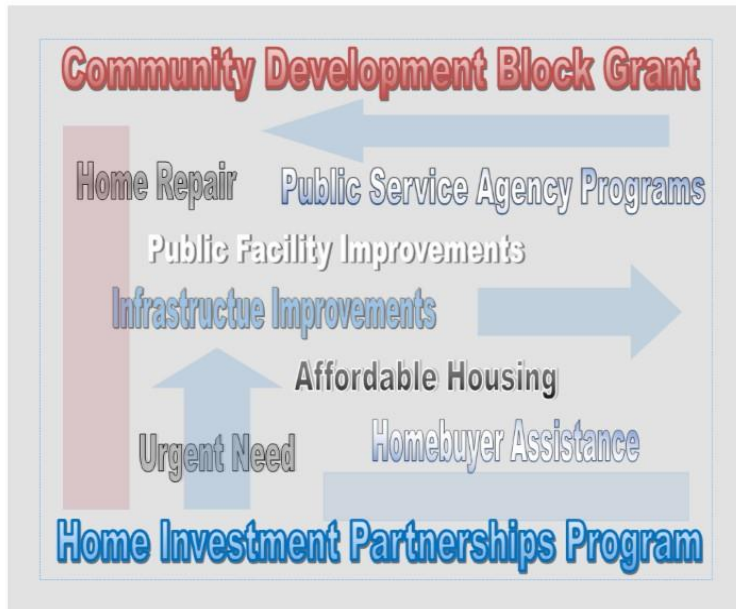 Community Development Block Grant
Home Repair
Public Service Agency Programs
Public Facility Improvements
Infrastructue Improvements
Affordable Housing
Urgent Need
Homebuyer Assistance
Home Investment Partnerships Program